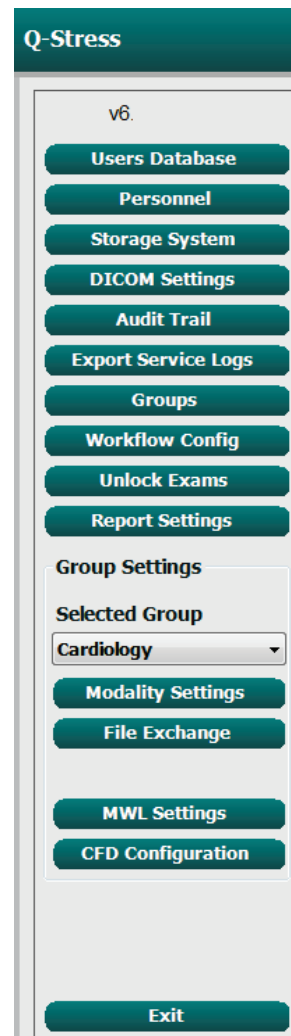 Q-Stress
v6.
Users Database
Personnel
Storage System
DICOM Settings
Audit Trail
Export Service Logs
Groups
Workflow Config
Unlock Exams
Report Settings
Group Settings
Selected Group
Cardiology
Modality Settings
File Exchange
MWL Settings
CFD Configuration
Exit